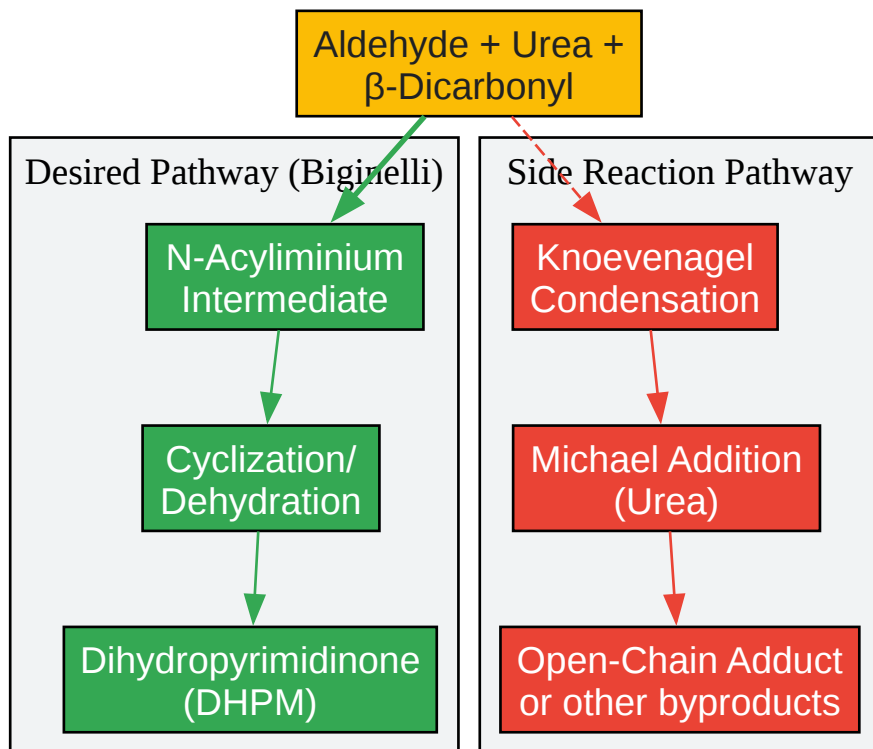 Aldehyde + Urea +
β-Dicarbonyl
Desired Pathway (Biginelli)
N-Acyliminium
Intermediate
Cyclization/
Dehydration
Dihydropyrimidinone
(DHPM)
Side Reaction Pathway
Knoevenagel
Condensation
Michael Addition
(Urea)
Open-Chain Adduct
or other byproducts